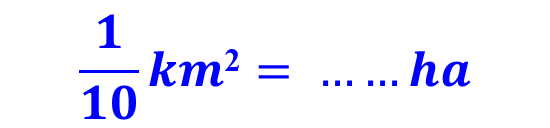 1/10 km² = ... ... ha